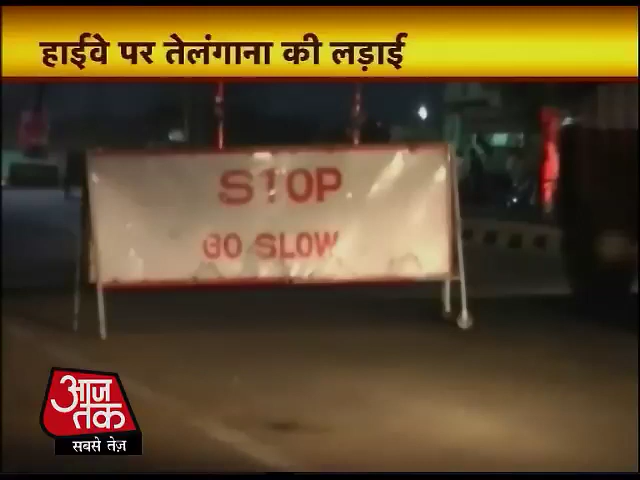 हाईवे पर तेलंगाना की लड़ाई
STOP
GO SLOW
आज
तक
सबसे तेज़